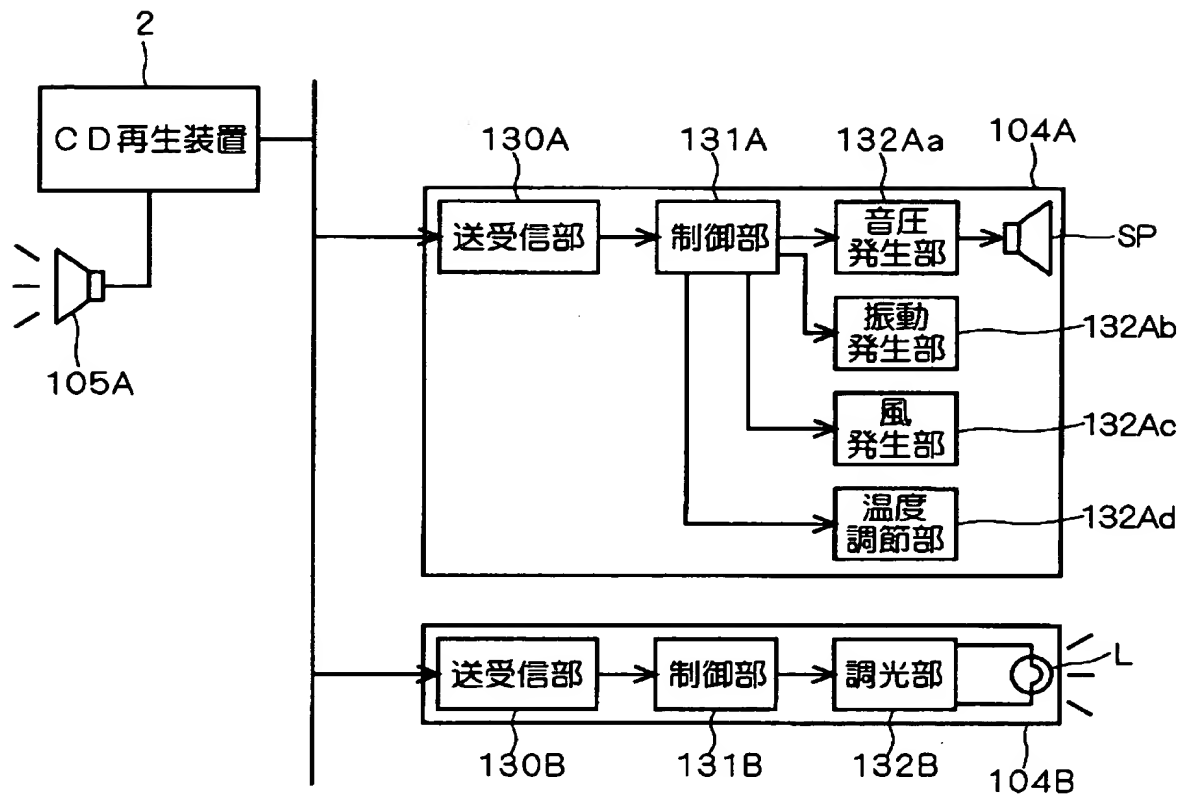 2
ＣＤ再生装置
105A
130A
131A
132Aa
104A
送受信部
制御部
音圧
発生部
SP
振動
発生部
132Ab
風
発生部
132Ac
温度
調節部
132Ad
送受信部
制御部
調光部
L
130B
131B
132B
104B